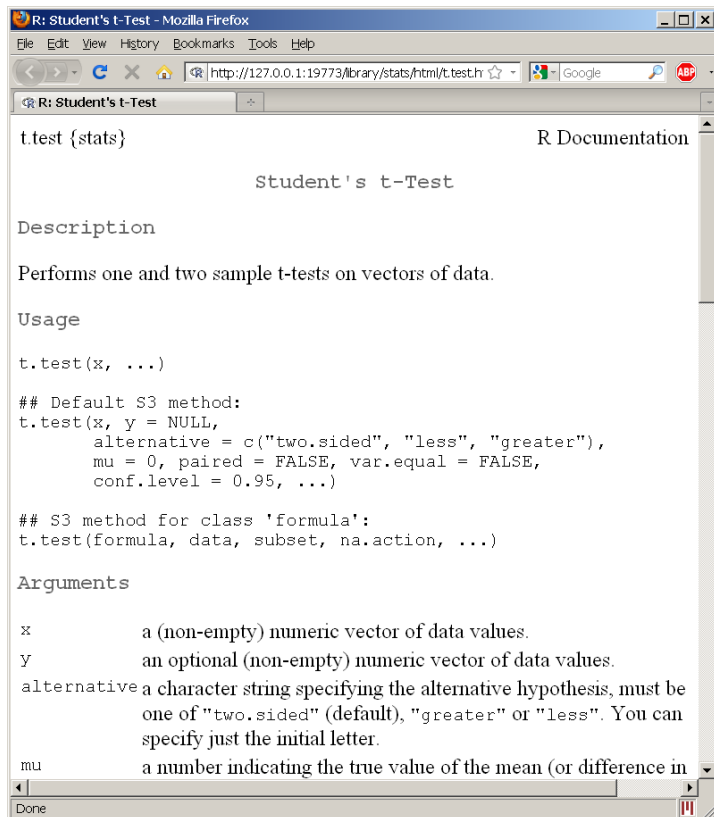 R: Student's t-Test - Mozilla Firefox
File Edit View History Bookmarks Tools Help
http://127.0.0.1:19773/library/stats/html/t.test.h Google ABP
R: Student's t-Test
t.test {stats} R Documentation
Student's t-Test
Description
Performs one and two sample t-tests on vectors of data.
Usage
t.test(x, ...)
## Default S3 method:
t.test(x, y = NULL,
alternative = c("two.sided", "less", "greater"),
mu = 0, paired = FALSE, var.equal = FALSE,
conf.level = 0.95, ...)
## S3 method for class 'formula':
t.test(formula, data, subset, na.action, ...)
Arguments
x a (non-empty) numeric vector of data values.
y an optional (non-empty) numeric vector of data values.
alternative a character string specifying the alternative hypothesis, must be
one of "two.sided" (default), "greater" or "less". You can
specify just the initial letter.
mu a number indicating the true value of the mean (or difference in
Done